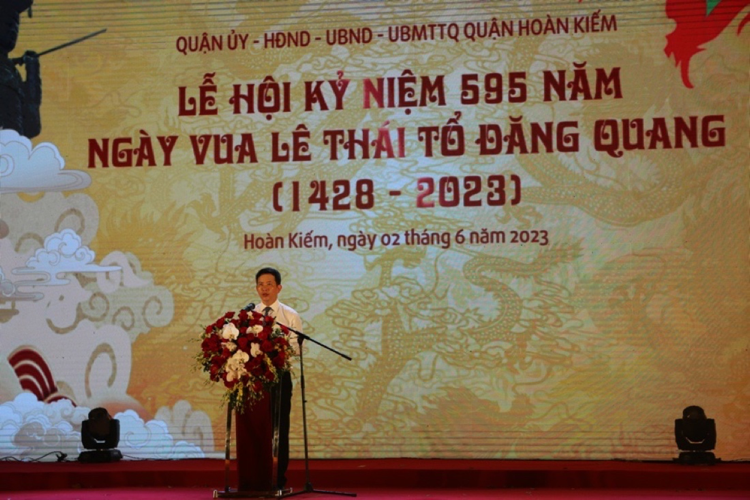 QUẬN ỦY - HĐND - UBND - UBMTTQ QUẬN HOÀN KIẾM
LỄ HỘI KỶ NIỆM 595 NĂM
NGÀY VUA LÊ THÁI TỔ ĐĂNG QUANG
(1428 - 2023)
Hoàn Kiếm, ngày 02 tháng 6 năm 2023